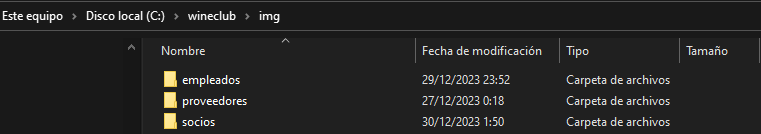 Este equipo > Disco local (C:) > wineclub > img
Nombre Fecha de modificación Tipo Tamaño
empleados 29/12/2023 23:52 Carpeta de archivos
proveedores 27/12/2023 0:18 Carpeta de archivos
socios 30/12/2023 1:50 Carpeta de archivos